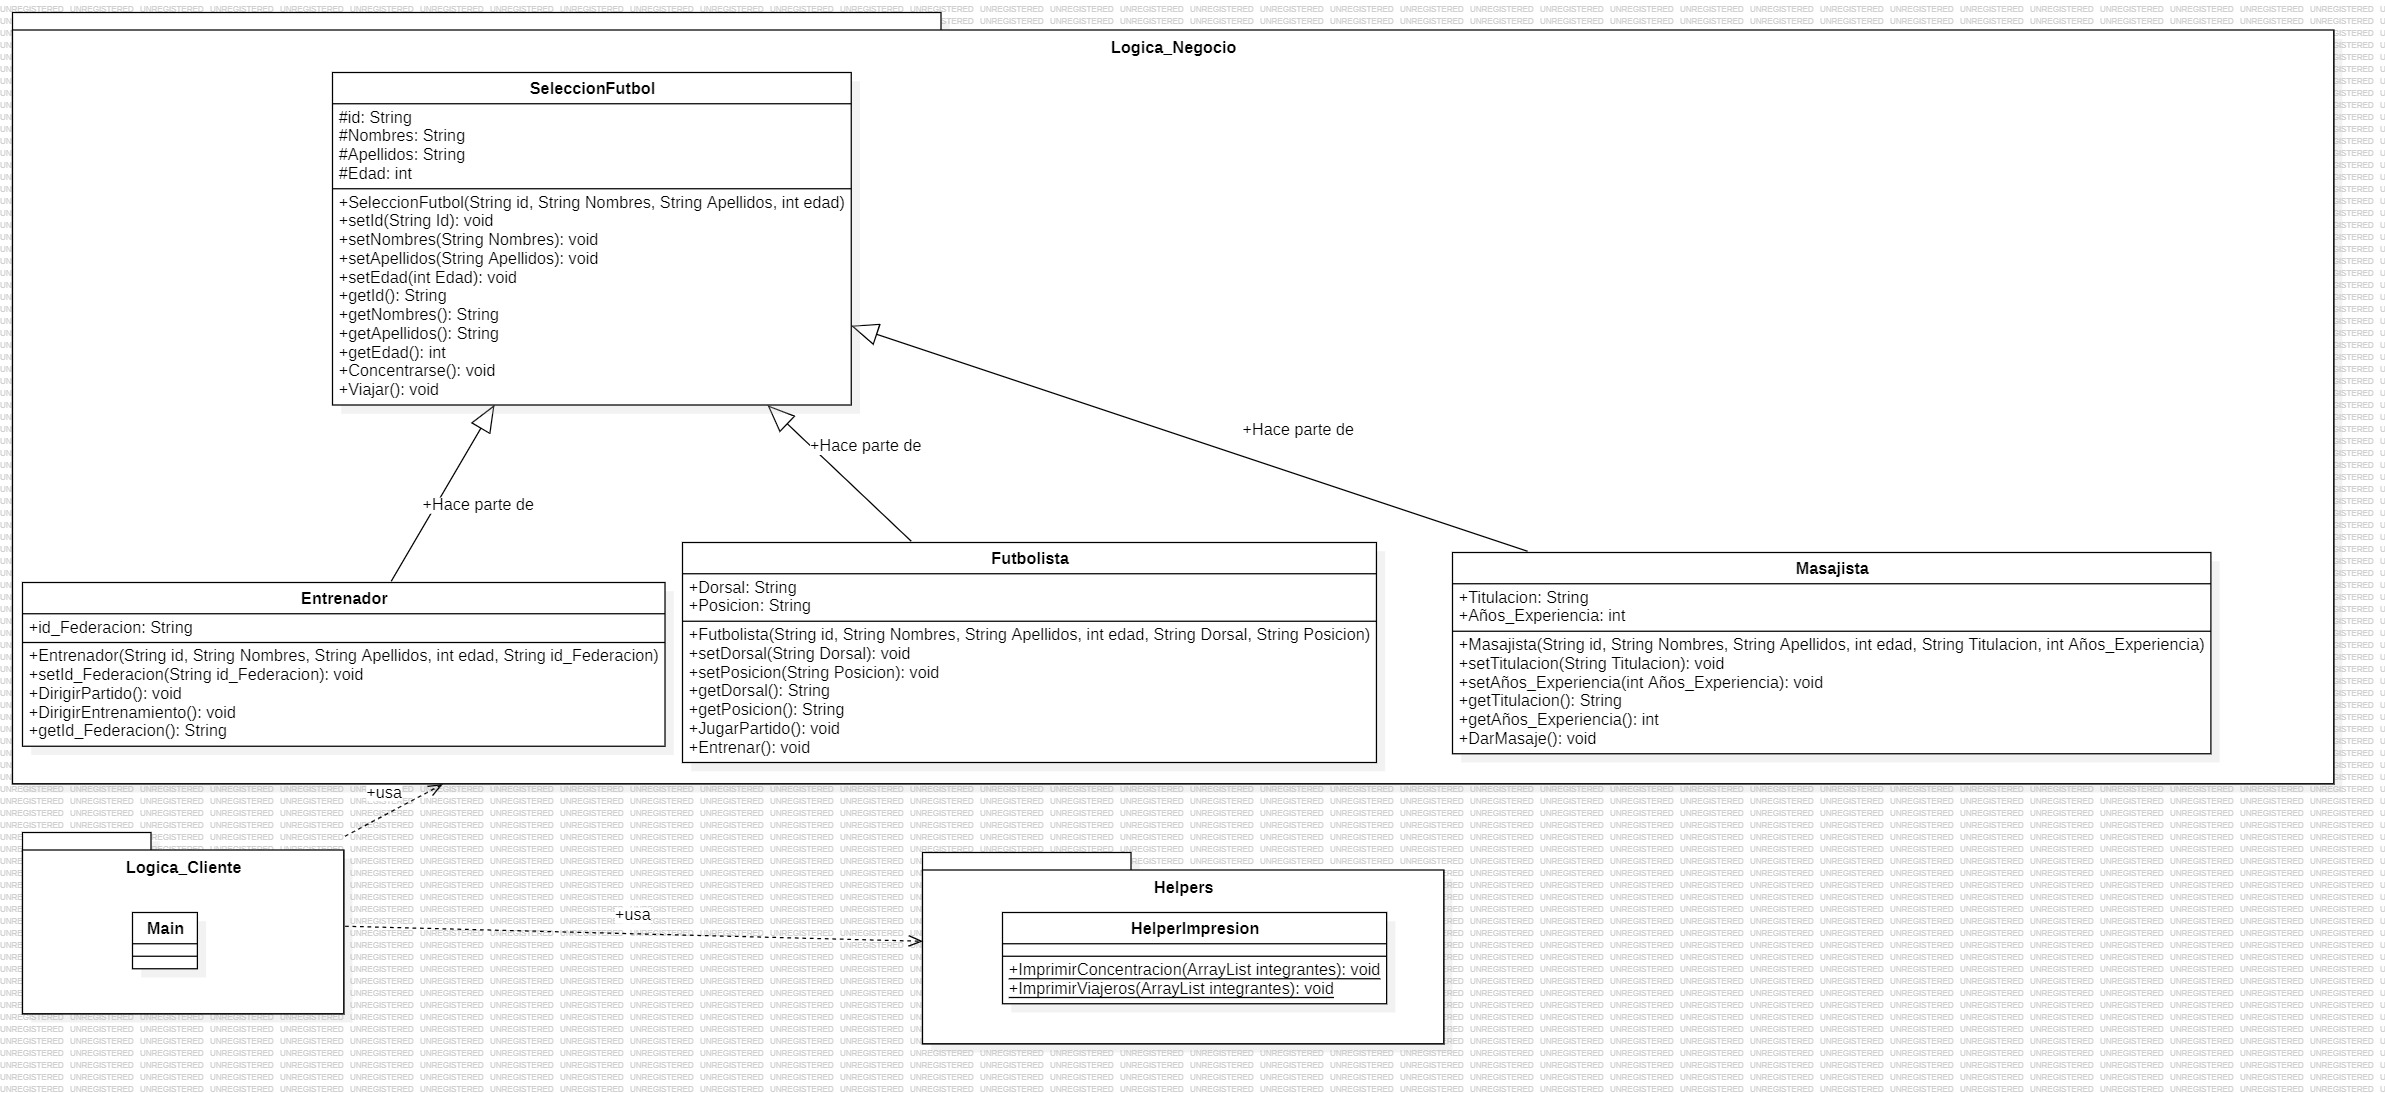 Logica_Negocio
SeleccionFutbol
#id: String
#Nombres: String
#Apellidos: String
#Edad: int
+SeleccionFutbol(String id, String Nombres, String Apellidos, int edad)
+setId(String Id): void
+setNombres(String Nombres): void
+setApellidos(String Apellidos): void
+setEdad(int Edad): void
+getId(): String
+getNombres(): String
+getApellidos(): String
+getEdad(): int
+Concentrarse(): void
+Viajar(): void
+Hace parte de
+Hace parte de
+Hace parte de
Entrenador
+id_Federacion: String
+Entrenador(String id, String Nombres, String Apellidos, int edad, String id_Federacion)
+setId_Federacion(String id_Federacion): void
+DirigirPartido(): void
+DirigirEntrenamiento(): void
+getId_Federacion(): String
Futbolista
+Dorsal: String
+Posicion: String
+Futbolista(String id, String Nombres, String Apellidos, int edad, String Dorsal, String Posicion)
+setDorsal(String Dorsal): void
+setPosicion(String Posicion): void
+getDorsal(): String
+getPosicion(): String
+JugarPartido(): void
+Entrenar(): void
Masajista
+Titulacion: String
+Años_Experiencia: int
+Masajista(String id, String Nombres, String Apellidos, int edad, String Titulacion, int Años_Experiencia)
+setTitulacion(String Titulacion): void
+setAños_Experiencia(int Años_Experiencia): void
+getTitulacion(): String
+getAños_Experiencia(): int
+DarMasaje(): void
+usa
Logica_Cliente
Main
+usa
Helpers
HelperImpresion
+ImprimirConcentracion(ArrayList integrantes): void
+ImprimirViajeros(ArrayList integrantes): void
UNREGISTERED